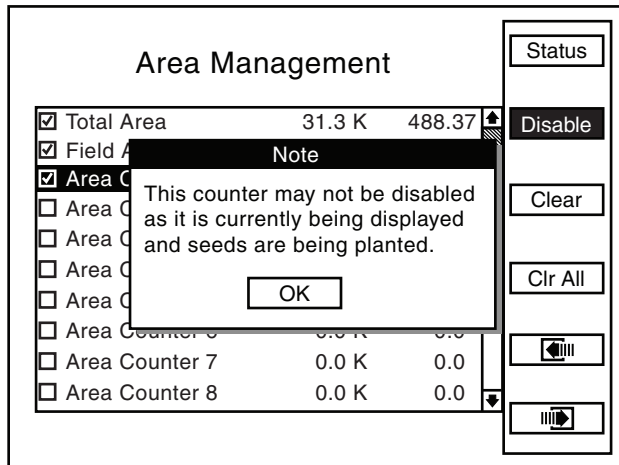 Area Management
Total Area 31.3 K 488.37
Field
Area
Area
Area
Area
Area
Area
Area Counter 7 0.0 K 0.0
Area Counter 8 0.0 K 0.0
Note
This counter may not be disabled
as it is currently being displayed
and seeds are being planted.
OK
Status
Disable
Clear
Clr All